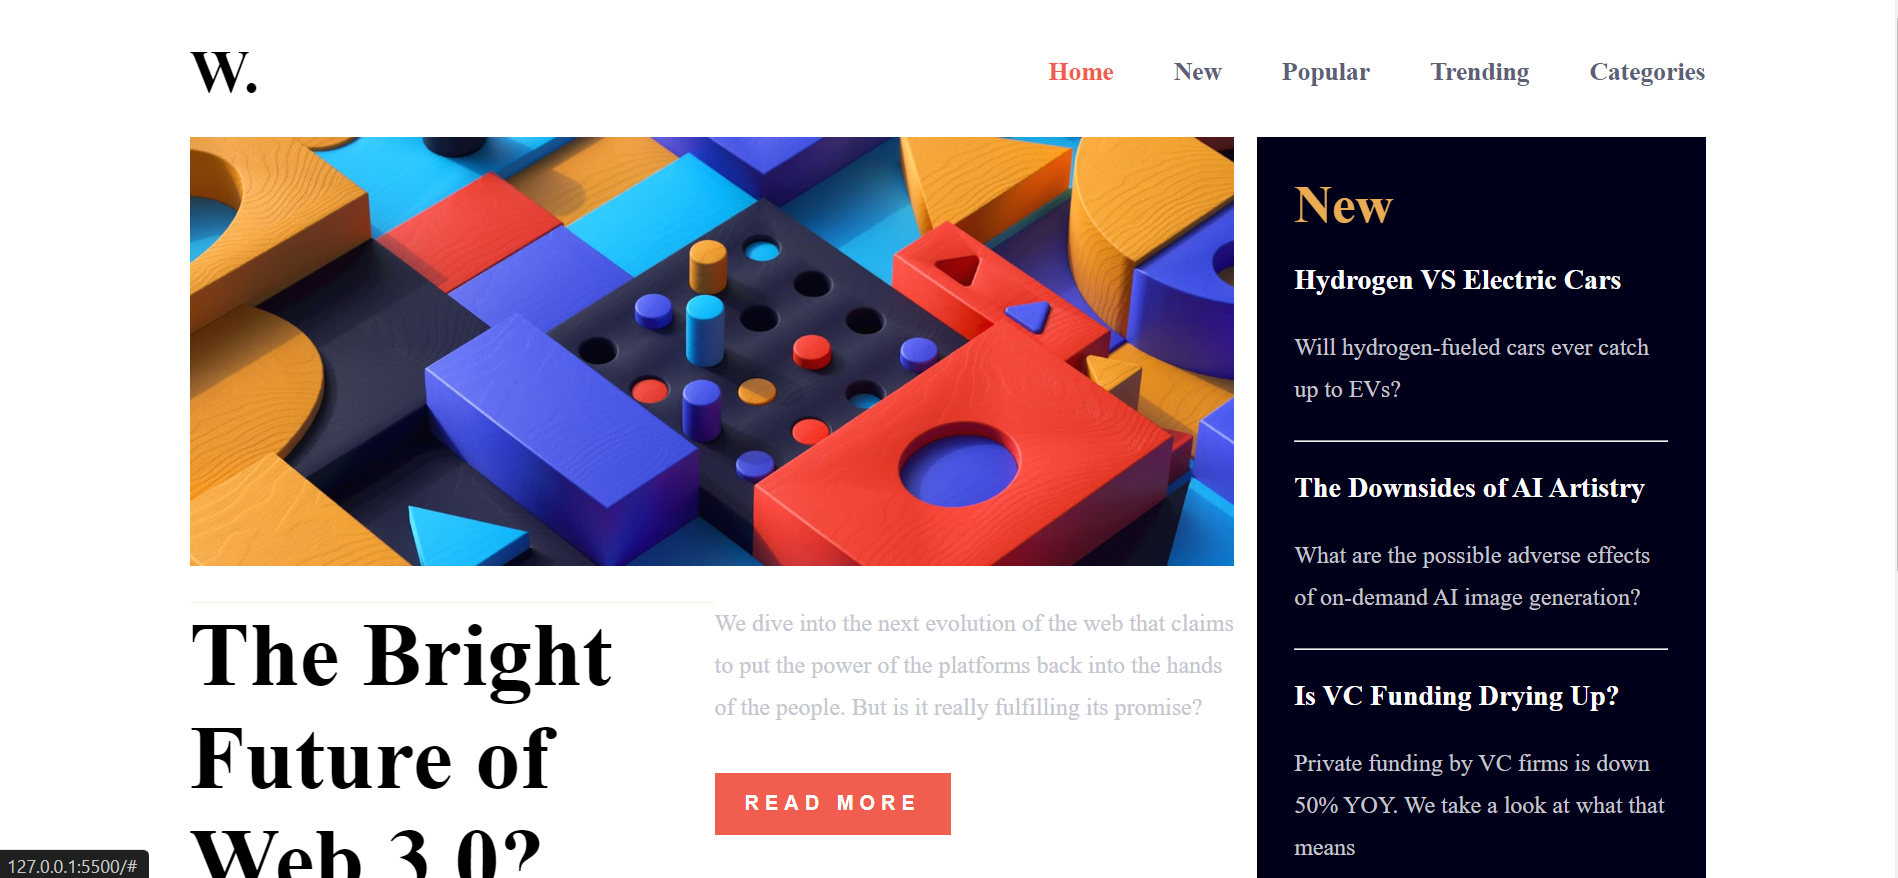 W.
Home New Popular Trending Categories
The Bright
Future of
Web 3.0?
We dive into the next evolution of the web that claims
to put the power of the platforms back into the hands
of the people. But is it really fulfilling its promise?
READ MORE
New
Hydrogen VS Electric Cars
Will hydrogen-fueled cars ever catch
up to EVs?
The Downsides of AI Artistry
What are the possible adverse effects
of on-demand AI image generation?
Is VC Funding Drying Up?
Private funding by VC firms is down
50% YOY. We take a look at what that
means
127.0.0.1:5500/#